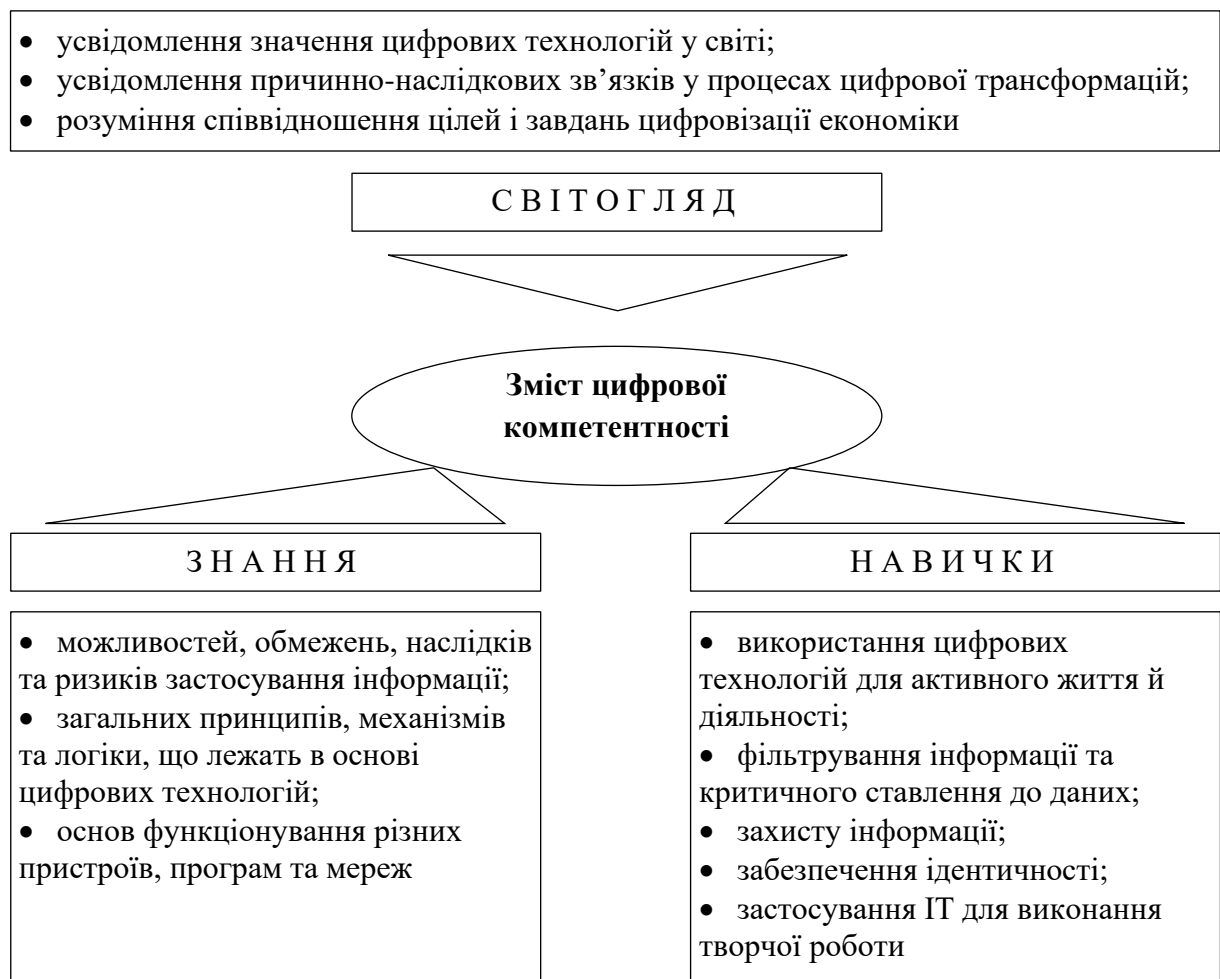 • усвідомлення значення цифрових технологій у світі;
• усвідомлення причинно-наслідкових зв’язків у процесах цифрової трансформацій;
• розуміння співвідношення цілей і завдань цифровізації економіки
С В І Т О Г Л Я Д
Зміст цифрової
компетентності
З Н А Н Н Я
• можливостей, обмежень, наслідків
та ризиків застосування інформації;
• загальних принципів, механізмів
та логіки, що лежать в основі
цифрових технологій;
• основ функціонування різних
пристроїв, програм та мереж
Н А В И Ч К И
• використання цифрових
технологій для активного життя й
діяльності;
• фільтрування інформації та
критичного ставлення до даних;
• захисту інформації;
• забезпечення ідентичності;
• застосування ІТ для виконання
творчої роботи